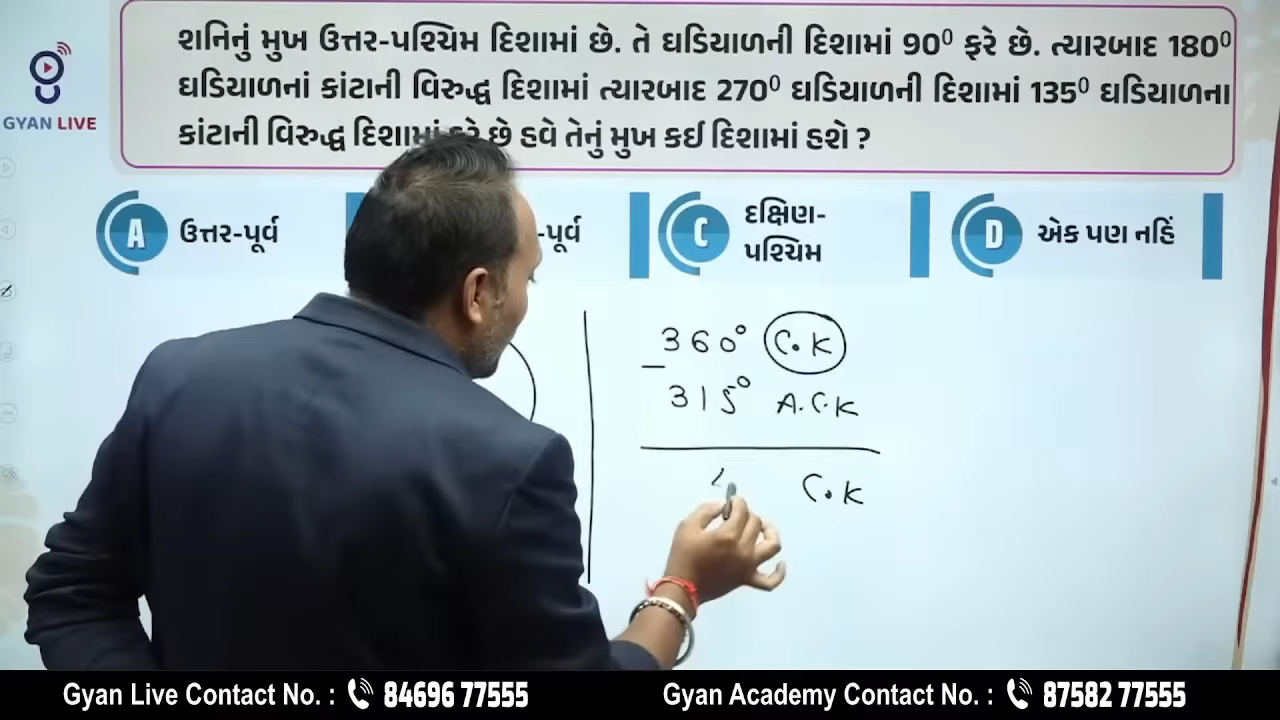 શનિનું મુખ ઉત્તર-પશ્ચિમ દિશામાં છે. તે ઘડિયાળની દિશામાં 90⁰ ફરે છે. ત્યારબાદ 180⁰
ઘડિયાળનાં કાંટાની વિરુદ્ધ દિશામાં ત્યારબાદ 270⁰ ઘડિયાળની દિશામાં 135⁰ ઘડિયાળના
કાંટાની વિરુદ્ધ દિશામાં ફરે છે હવે તેનું મુખ કઈ દિશામાં હશે ?
GYAN LIVE
A ઉત્તર-પૂર્વ
-પૂર્વ
C દક્ષિણ-
પશ્ચિમ
D એક પણ નહિં
360° C.K
- 315° A.C.K
C.K
Gyan Live Contact No. : 84696 77555
Gyan Academy Contact No. : 87582 77555